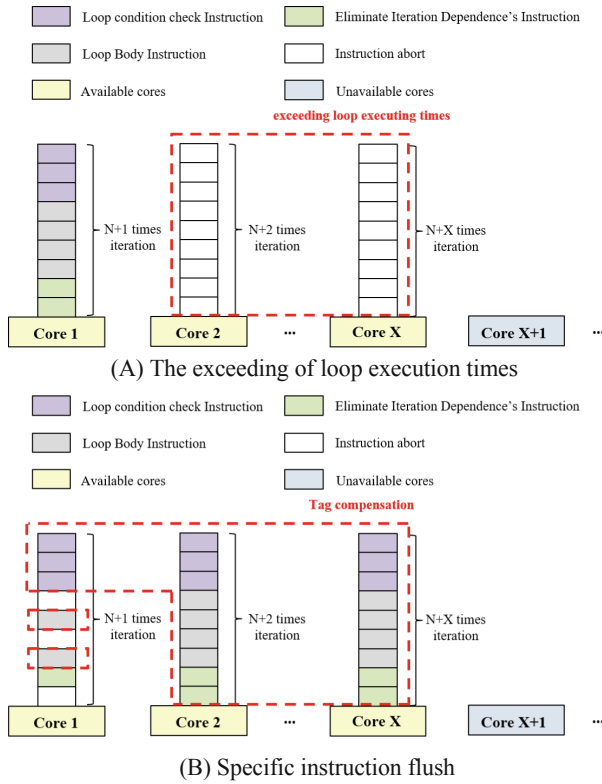 Loop condition check Instruction
Eliminate Iteration Dependence's Instruction
Loop Body Instruction
Instruction abort
Available cores
Unavailable cores
exceeding loop executing times
N+1 times
iteration
N+2 times
iteration
N+X times
iteration
Core 1
Core 2
...
Core X
Core X+1
...
(A) The exceeding of loop execution times
Loop condition check Instruction
Eliminate Iteration Dependence's Instruction
Loop Body Instruction
Instruction abort
Available cores
Unavailable cores
Tag compensation
N+1 times
iteration
N+2 times
iteration
N+X times
iteration
Core 1
Core 2
...
Core X
Core X+1
...
(B) Specific instruction flush